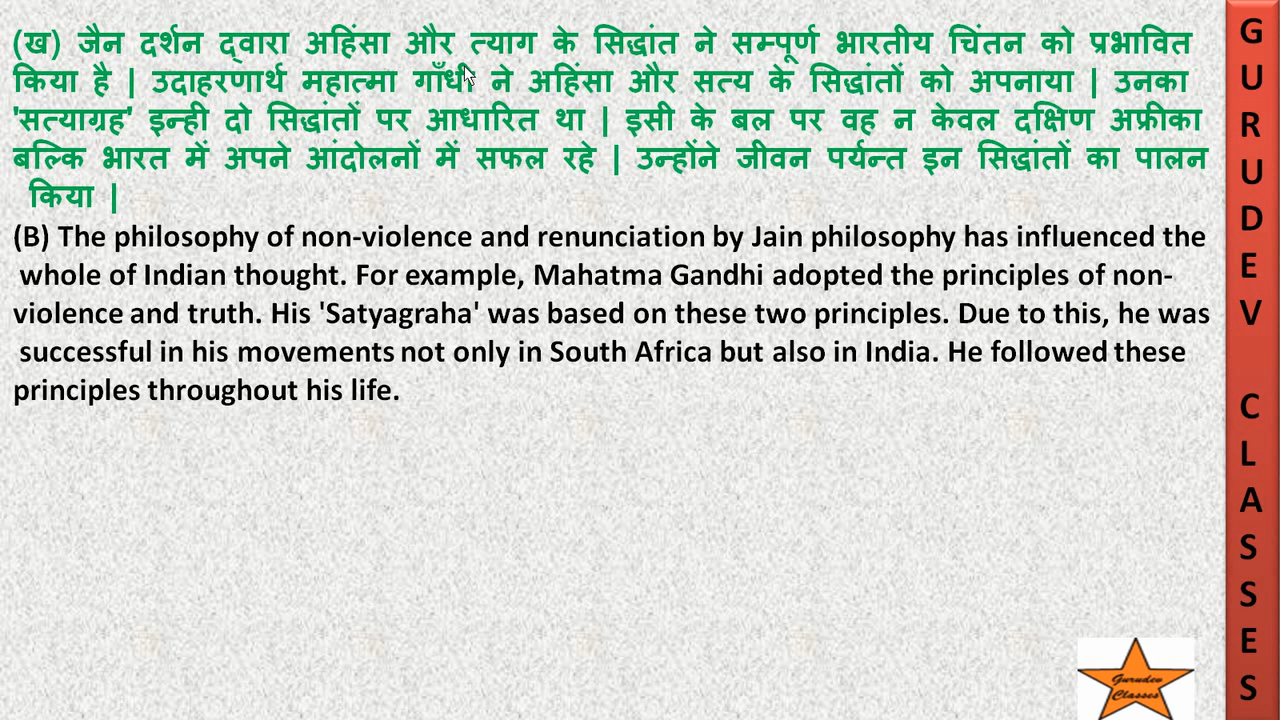 (ख) जैन दर्शन द्वारा अहिंसा और त्याग के सिद्धांत ने सम्पूर्ण भारतीय चिंतन को प्रभावित
किया है | उदाहरणार्थ महात्मा गाँधी ने अहिंसा और सत्य के सिद्धांतों को अपनाया | उनका
'सत्याग्रह' इन्ही दो सिद्धांतों पर आधारित था | इसी के बल पर वह न केवल दक्षिण अफ्रीका
बल्कि भारत में अपने आंदोलनों में सफल रहे | उन्होंने जीवन पर्यन्त इन सिद्धांतों का पालन
किया |
(B) The philosophy of non-violence and renunciation by Jain philosophy has influenced the
whole of Indian thought. For example, Mahatma Gandhi adopted the principles of non-
violence and truth. His 'Satyagraha' was based on these two principles. Due to this, he was
successful in his movements not only in South Africa but also in India. He followed these
principles throughout his life.
GURUDEV CLASSES
Gurudev
Classes